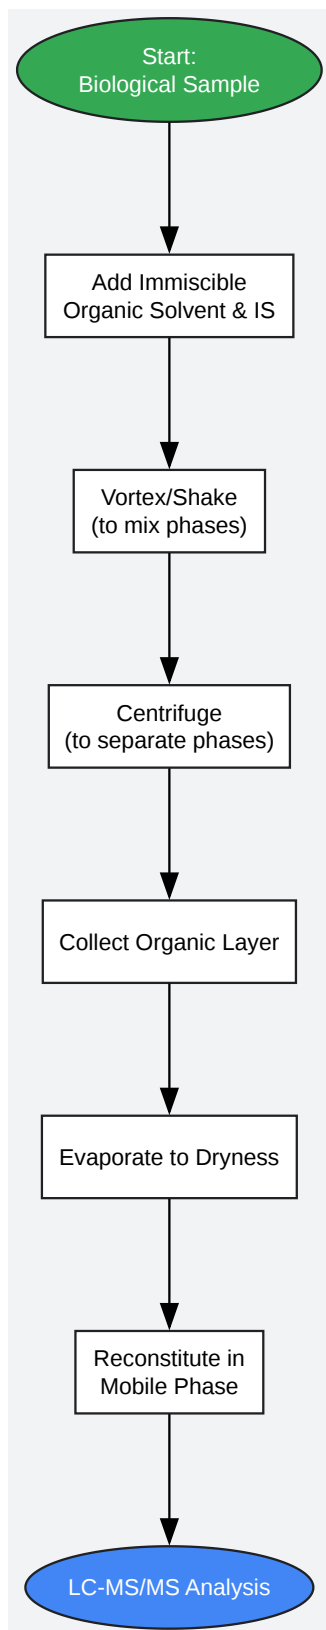 Start:
Biological Sample
Add Immiscible
Organic Solvent & IS
Vortex/Shake
(to mix phases)
Centrifuge
(to separate phases)
Collect Organic Layer
Evaporate to Dryness
Reconstitute in
Mobile Phase
LC-MS/MS Analysis